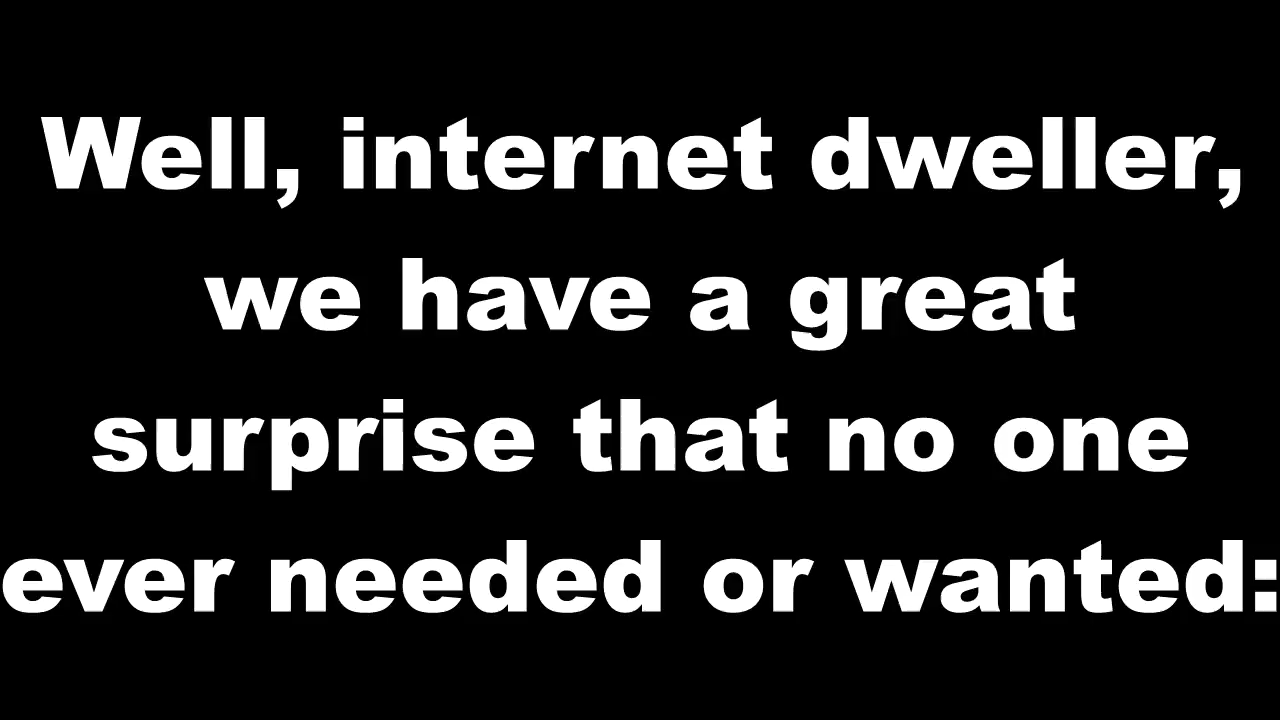 Well, internet dweller,
we have a great
surprise that no one
ever needed or wanted: